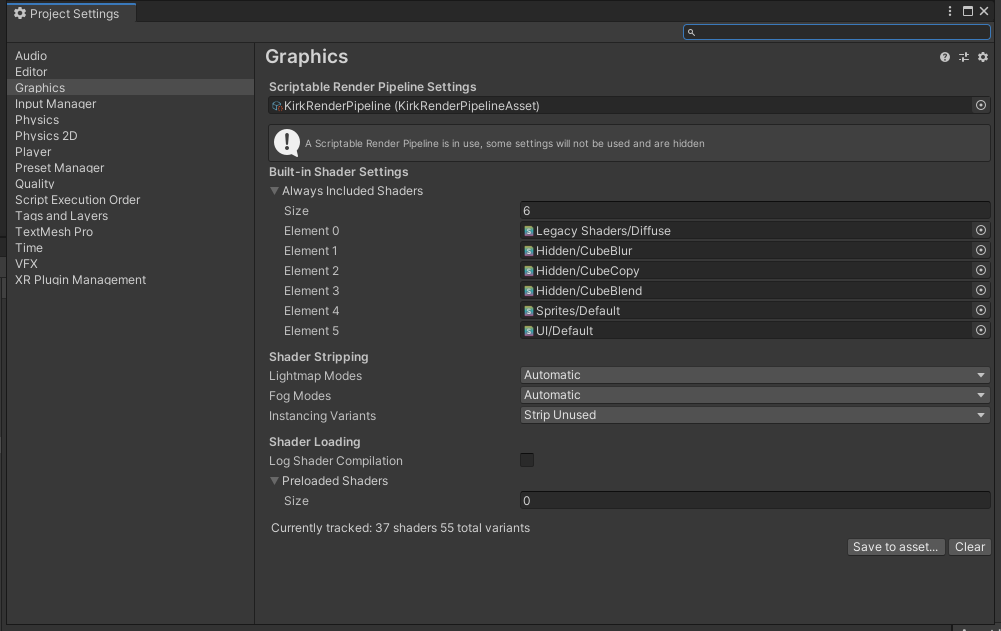 Project Settings
Audio
Editor
Graphics
Input Manager
Physics
Physics 2D
Player
Preset Manager
Quality
Script Execution Order
Tags and Layers
TextMesh Pro
Time
VFX
XR Plugin Management
Graphics
Scriptable Render Pipeline Settings
KirkRenderPipeline (KirkRenderPipelineAsset)
A Scriptable Render Pipeline is in use, some settings will not be used and are hidden
Built-in Shader Settings
Always Included Shaders
Size 6
Element 0 Legacy Shaders/Diffuse
Element 1 Hidden/CubeBlur
Element 2 Hidden/CubeCopy
Element 3 Hidden/CubeBlend
Element 4 Sprites/Default
Element 5 UI/Default
Shader Stripping
Lightmap Modes Automatic
Fog Modes Automatic
Instancing Variants Strip Unused
Shader Loading
Log Shader Compilation
Preloaded Shaders
Size 0
Currently tracked: 37 shaders 55 total variants
Save to asset... Clear